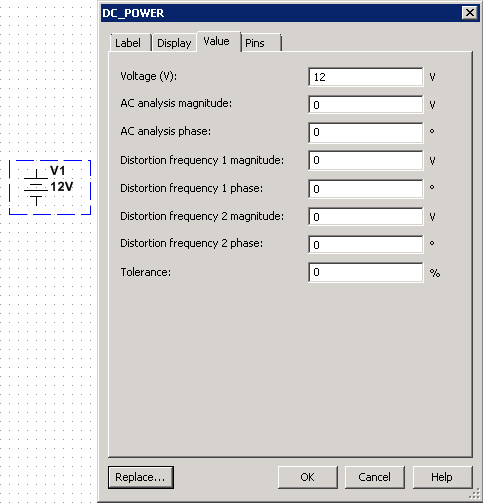 DC_POWER
Label Display Value Pins
V1
12V
Voltage (V): 12 V
AC analysis magnitude: 0 V
AC analysis phase: 0 °
Distortion frequency 1 magnitude: 0 V
Distortion frequency 1 phase: 0 °
Distortion frequency 2 magnitude: 0 V
Distortion frequency 2 phase: 0 °
Tolerance: 0 %
Replace... OK Cancel Help